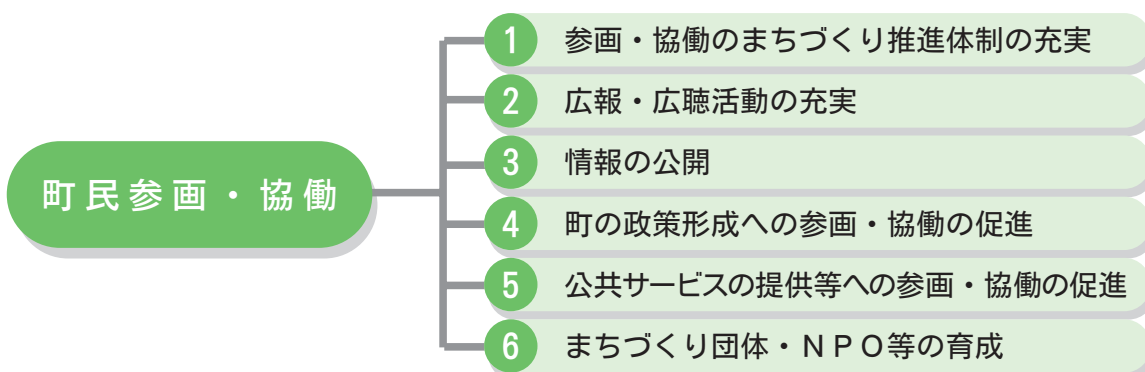 町民参画・協働
1 参画・協働のまちづくり推進体制の充実
2 広報・広聴活動の充実
3 情報の公開
4 町の政策形成への参画・協働の促進
5 公共サービスの提供等への参画・協働の促進
6 まちづくり団体・ＮＰＯ等の育成